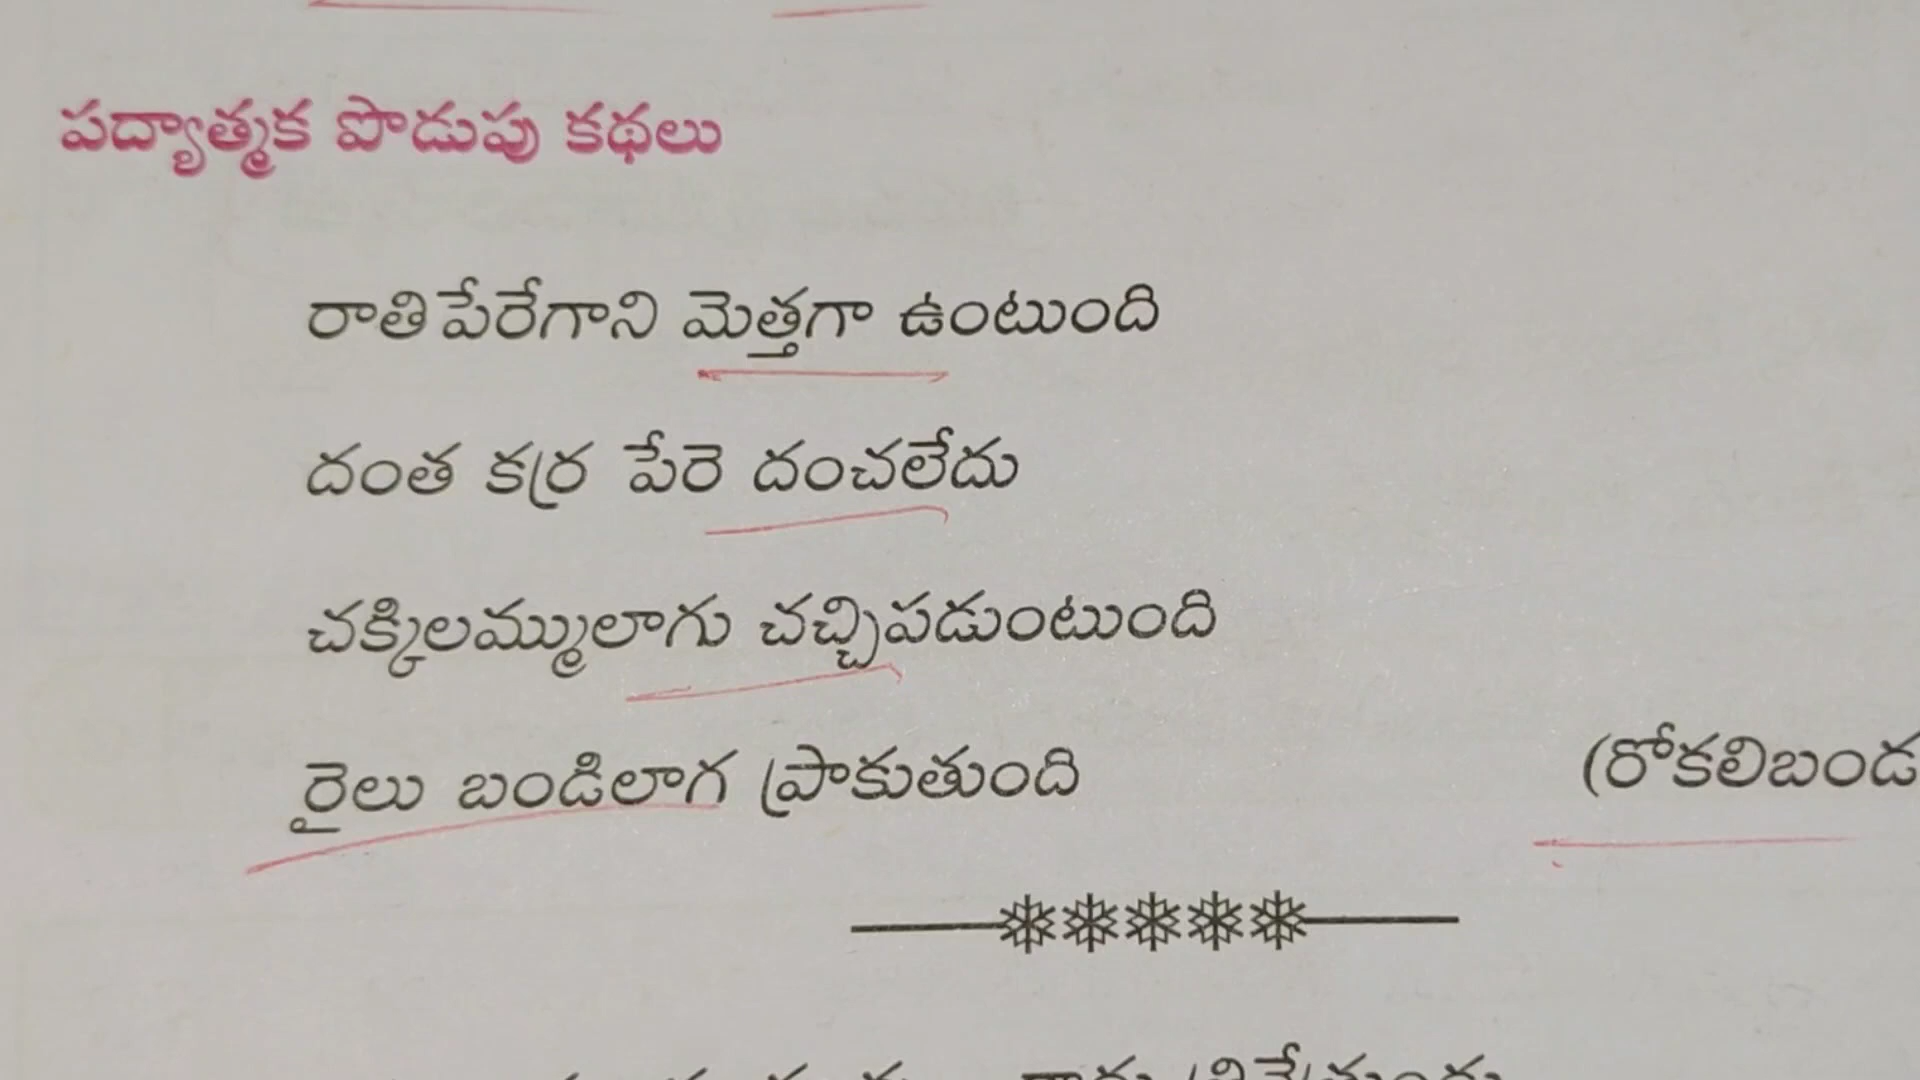 పద్యాత్మక పొడుపు కథలు
రాతిపేరేగాని మెత్తగా ఉంటుంది
దంత కర్ర పేరె దంచలేదు
చక్కిలమ్ములాగు చచ్చిపడుంటుంది
రైలు బండిలాగ ప్రాకుతుంది
(రోకలిబండ